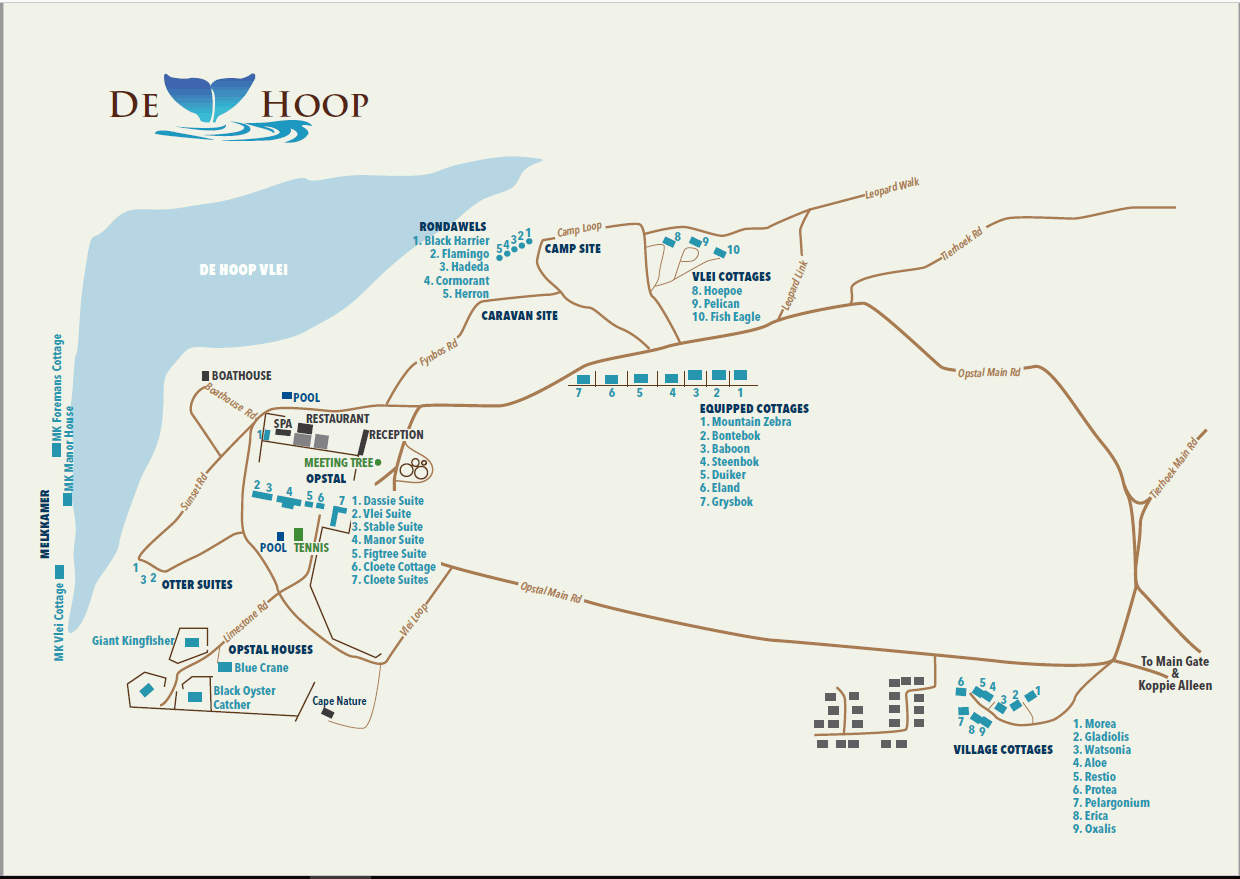 DE HOOP
Leopard Walk
RONDAWELS
1. Black Harrier
2. Flamingo
3. Hadeda
4. Cormorant
5. Herron
5 4 3 2 1
Camp Loop
CAMP SITE
8
9
10
Tierhoek Rd
DE HOOP VLEI
VLEI COTTAGES
8. Hoepoe
9. Pelican
10. Fish Eagle
Leopard Link
CARAVAN SITE
Fynbos Rd
MK Foremans Cottage
MK Manor House
MELKKAMER
MK Vlei Cottage
BOATHOUSE
Boathouse Rd
POOL
7 6 5 4 3 2 1
Opstal Main Rd
EQUIPPED COTTAGES
1. Mountain Zebra
2. Bontebok
3. Baboon
4. Steenbok
5. Duiker
6. Eland
7. Grysbok
SPA
RESTAURANT
1
RECEPTION
MEETING TREE
OPSTAL
Tierhoek Main Rd
Sunset Rd
2 3 4 5 6 7
1. Dassie Suite
2. Vlei Suite
3. Stable Suite
4. Manor Suite
5. Figtree Suite
6. Cloete Cottage
7. Cloete Suites
POOL
TENNIS
1
3 2
OTTER SUITES
Opstal Main Rd
Limestone Rd
Vlei Loop
Giant Kingfisher
OPSTAL HOUSES
Blue Crane
Black Oyster
Catcher
Cape Nature
To Main Gate
&
Koppie Alleen
6 5 4 3 2 1
7 8 9
VILLAGE COTTAGES
1. Morea
2. Gladiolis
3. Watsonia
4. Aloe
5. Restio
6. Protea
7. Pelargonium
8. Erica
9. Oxalis